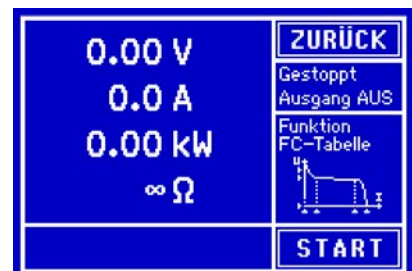 0.00 V
0.0 A
0.00 kW
∞ Ω
ZURÜCK
Gestoppt
Ausgang AUS
Funktion
FC-Tabelle
U
I
START